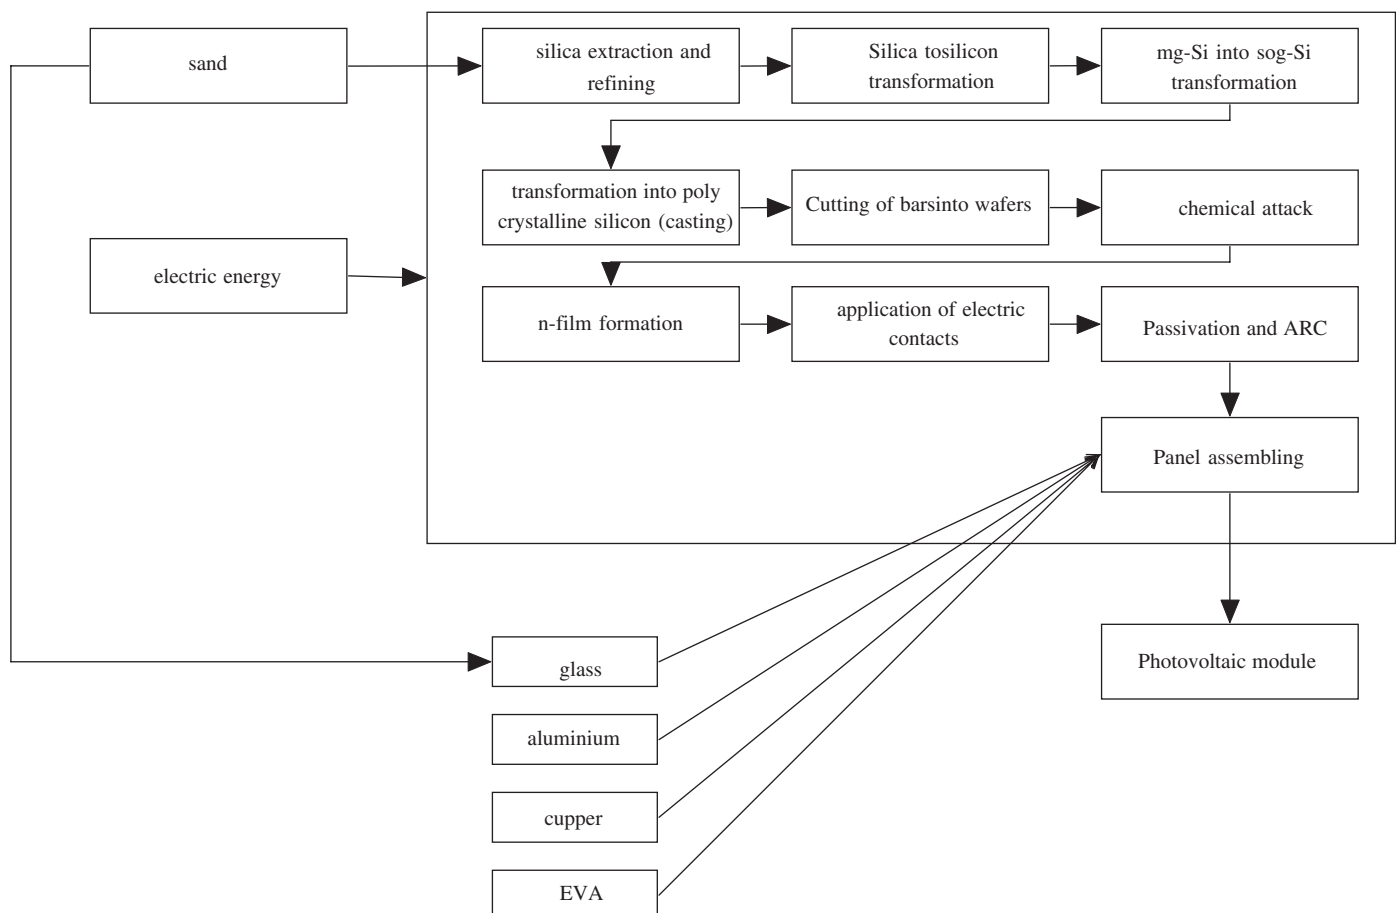 sand
silica extraction and
refining
Silica tosilicon
transformation
mg-Si into sog-Si
transformation
transformation into poly
crystalline silicon (casting)
Cutting of barsinto wafers
chemical attack
electric energy
n-film formation
application of electric
contacts
Passivation and ARC
Panel assembling
glass
Photovoltaic module
aluminium
cupper
EVA